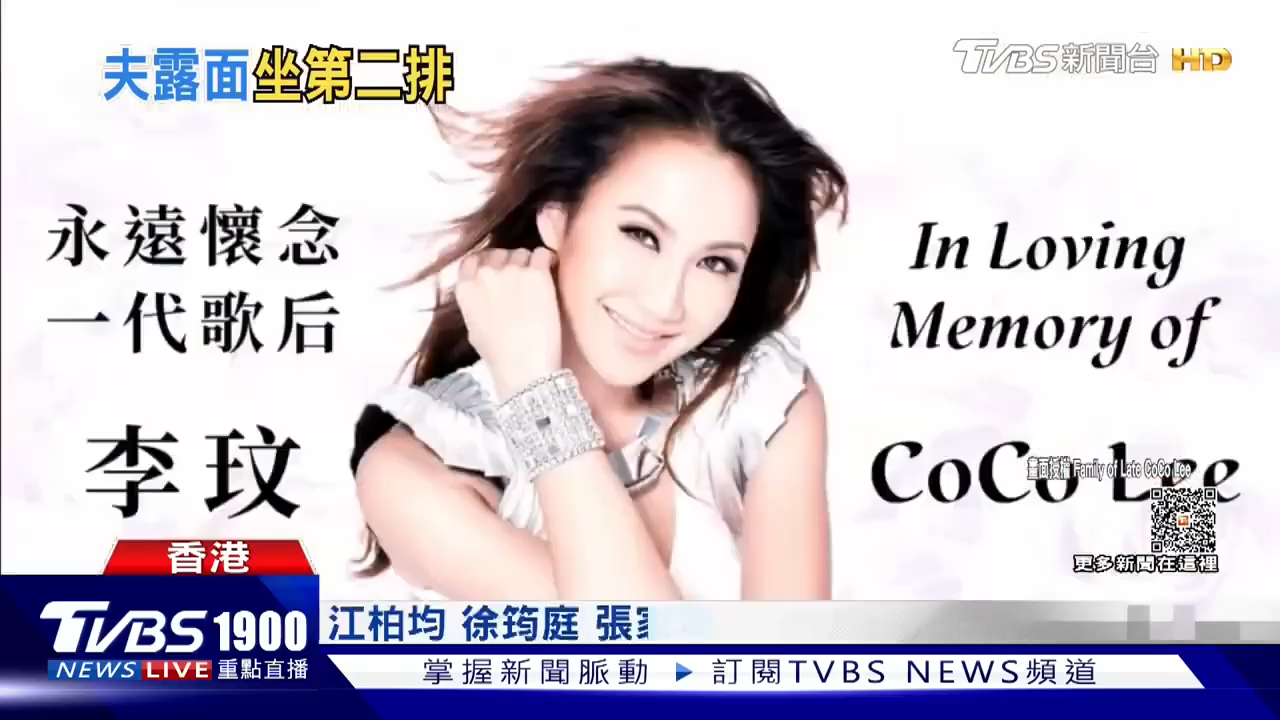 夫露面坐第二排
TVBS新聞台 HD
永遠懷念
一代歌后
李玟
In Loving
Memory of
CoCo Lee
畫面授權 Family of Late CoCo Lee
更多新聞在這裡
香港
TVBS 1900
NEWS LIVE 重點直播
江柏均 徐筠庭 張
掌握新聞脈動 ▶ 訂閱TVBS NEWS頻道